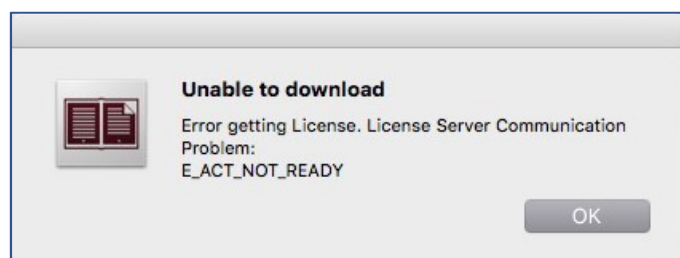 Unable to download
Error getting License. License Server Communication
Problem:
E_ACT_NOT_READY
OK